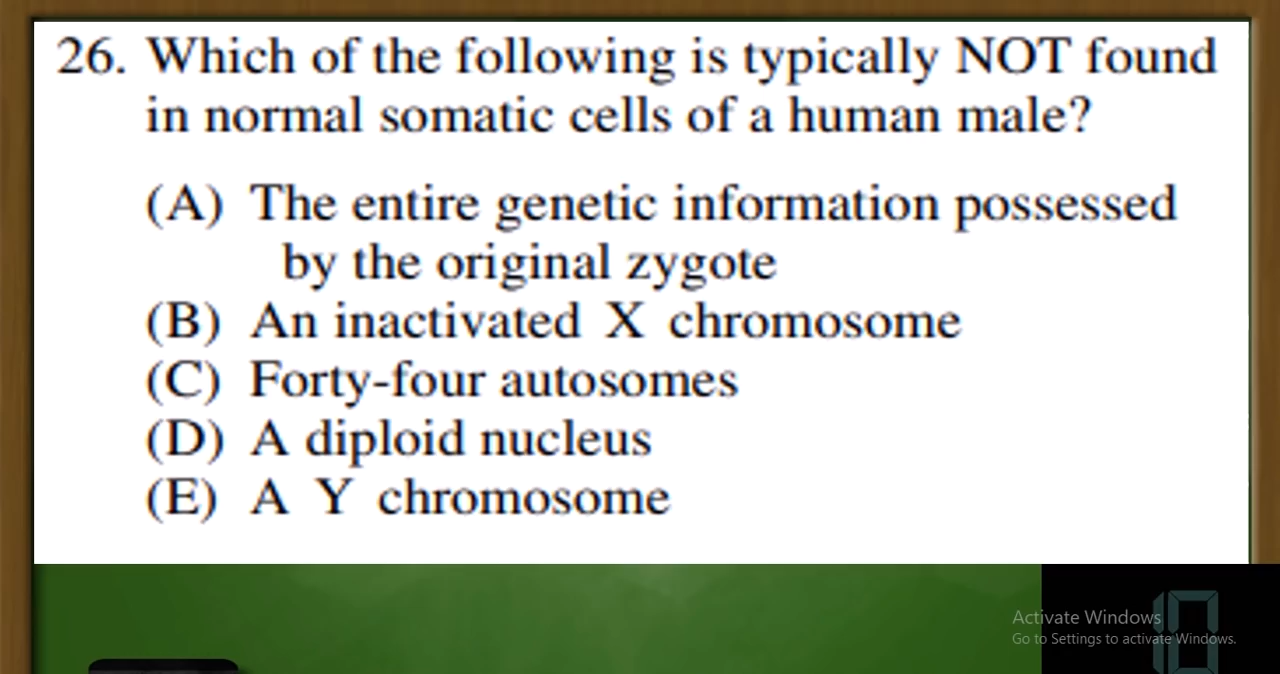 26. Which of the following is typically NOT found
in normal somatic cells of a human male?
(A) The entire genetic information possessed
by the original zygote
(B) An inactivated X chromosome
(C) Forty-four autosomes
(D) A diploid nucleus
(E) A Y chromosome
Activate Windows
Go to Settings to activate Windows.